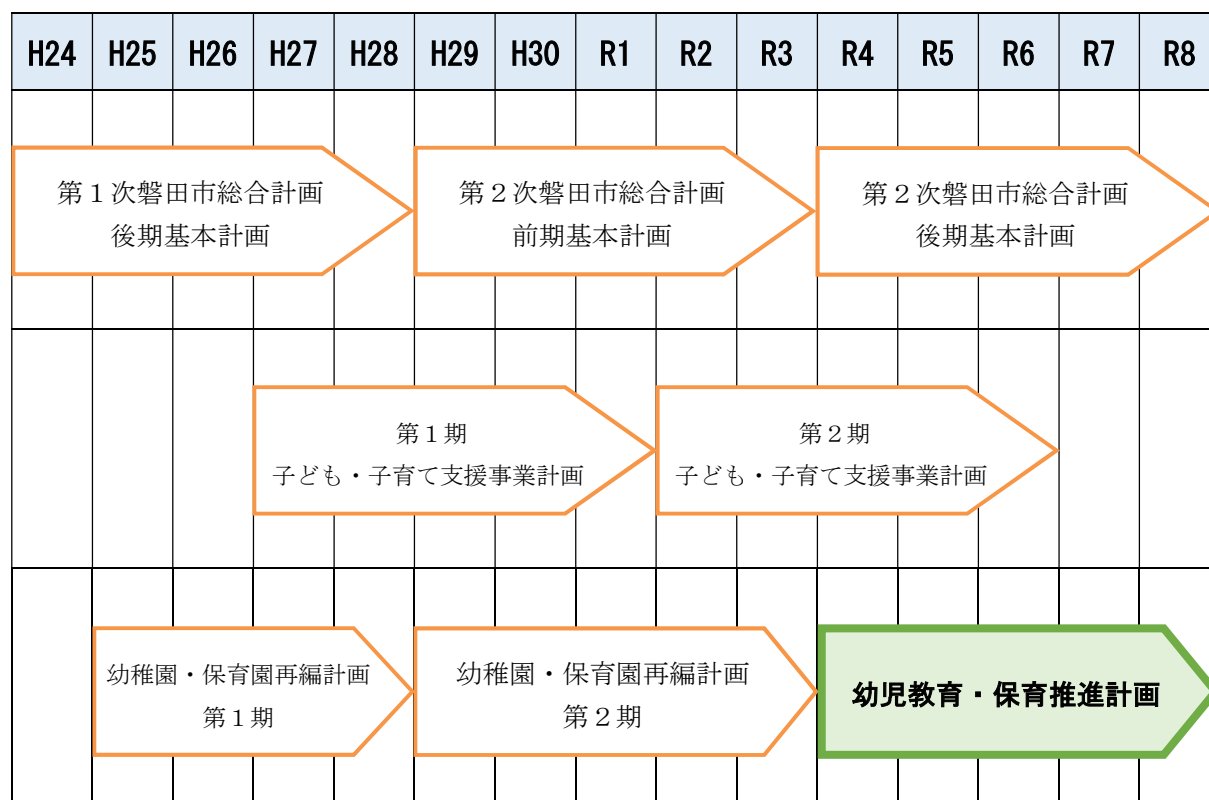 H24 H25 H26 H27 H28 H29 H30 R1 R2 R3 R4 R5 R6 R7 R8
第1次磐田市総合計画
後期基本計画
第2次磐田市総合計画
前期基本計画
第2次磐田市総合計画
後期基本計画
第1期
子ども・子育て支援事業計画
第2期
子ども・子育て支援事業計画
幼稚園・保育園再編計画
第1期
幼稚園・保育園再編計画
第2期
幼児教育・保育推進計画